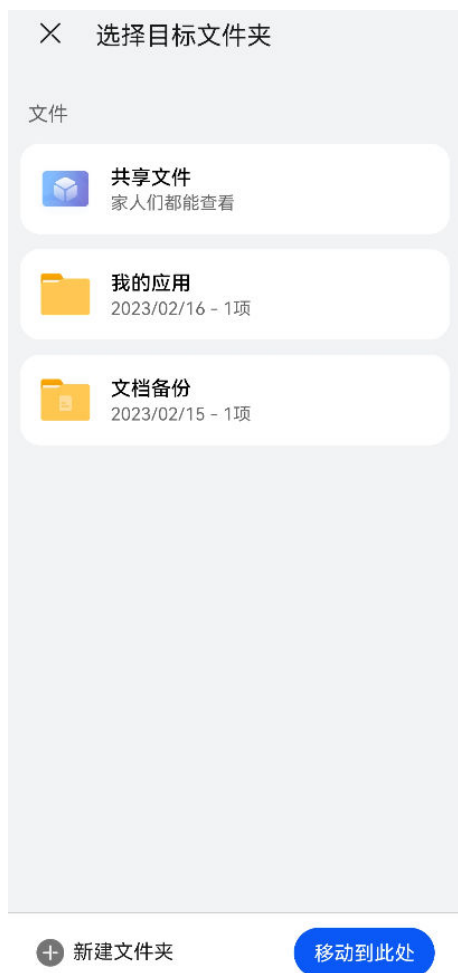 选择目标文件夹
文件
共享文件
家人们都能查看
我的应用
2023/02/16 - 1项
文档备份
2023/02/15 - 1项
新建文件夹
移动到此处